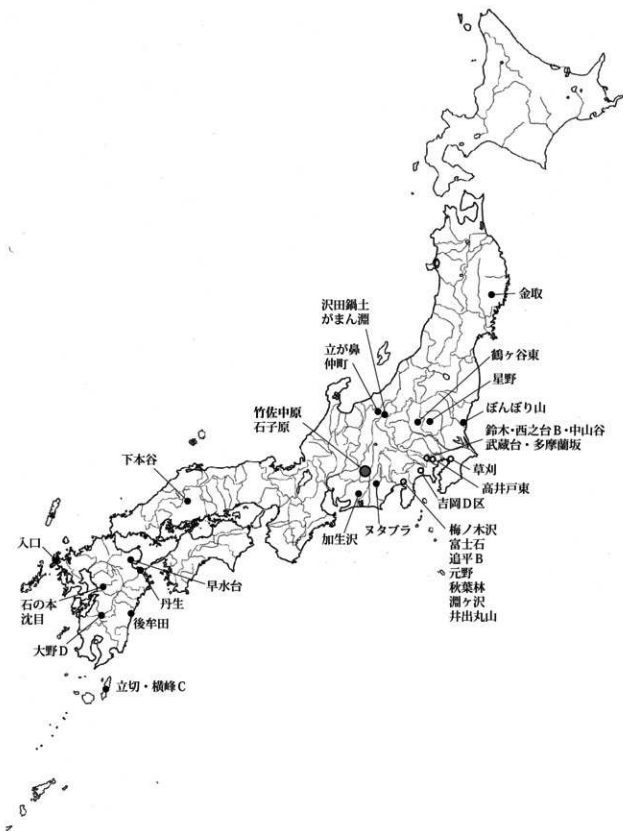 金取
沢田鍋土
がまん淵
立が鼻
仲町
鶴ヶ谷東
星野
ぽんぽり山
竹佐中原
石子原
鈴木・西之台B・中山谷
武蔵台・多摩蘭坂
草刈
高井戸東
吉岡D区
下本谷
加生沢
ヌタブラ
梅ノ木沢
富士石
追平B
元野
秋葉林
淵ヶ沢
井出丸山
入口
早水台
丹生
石の本
沈目
後牟田
大野D
立切・横峰C